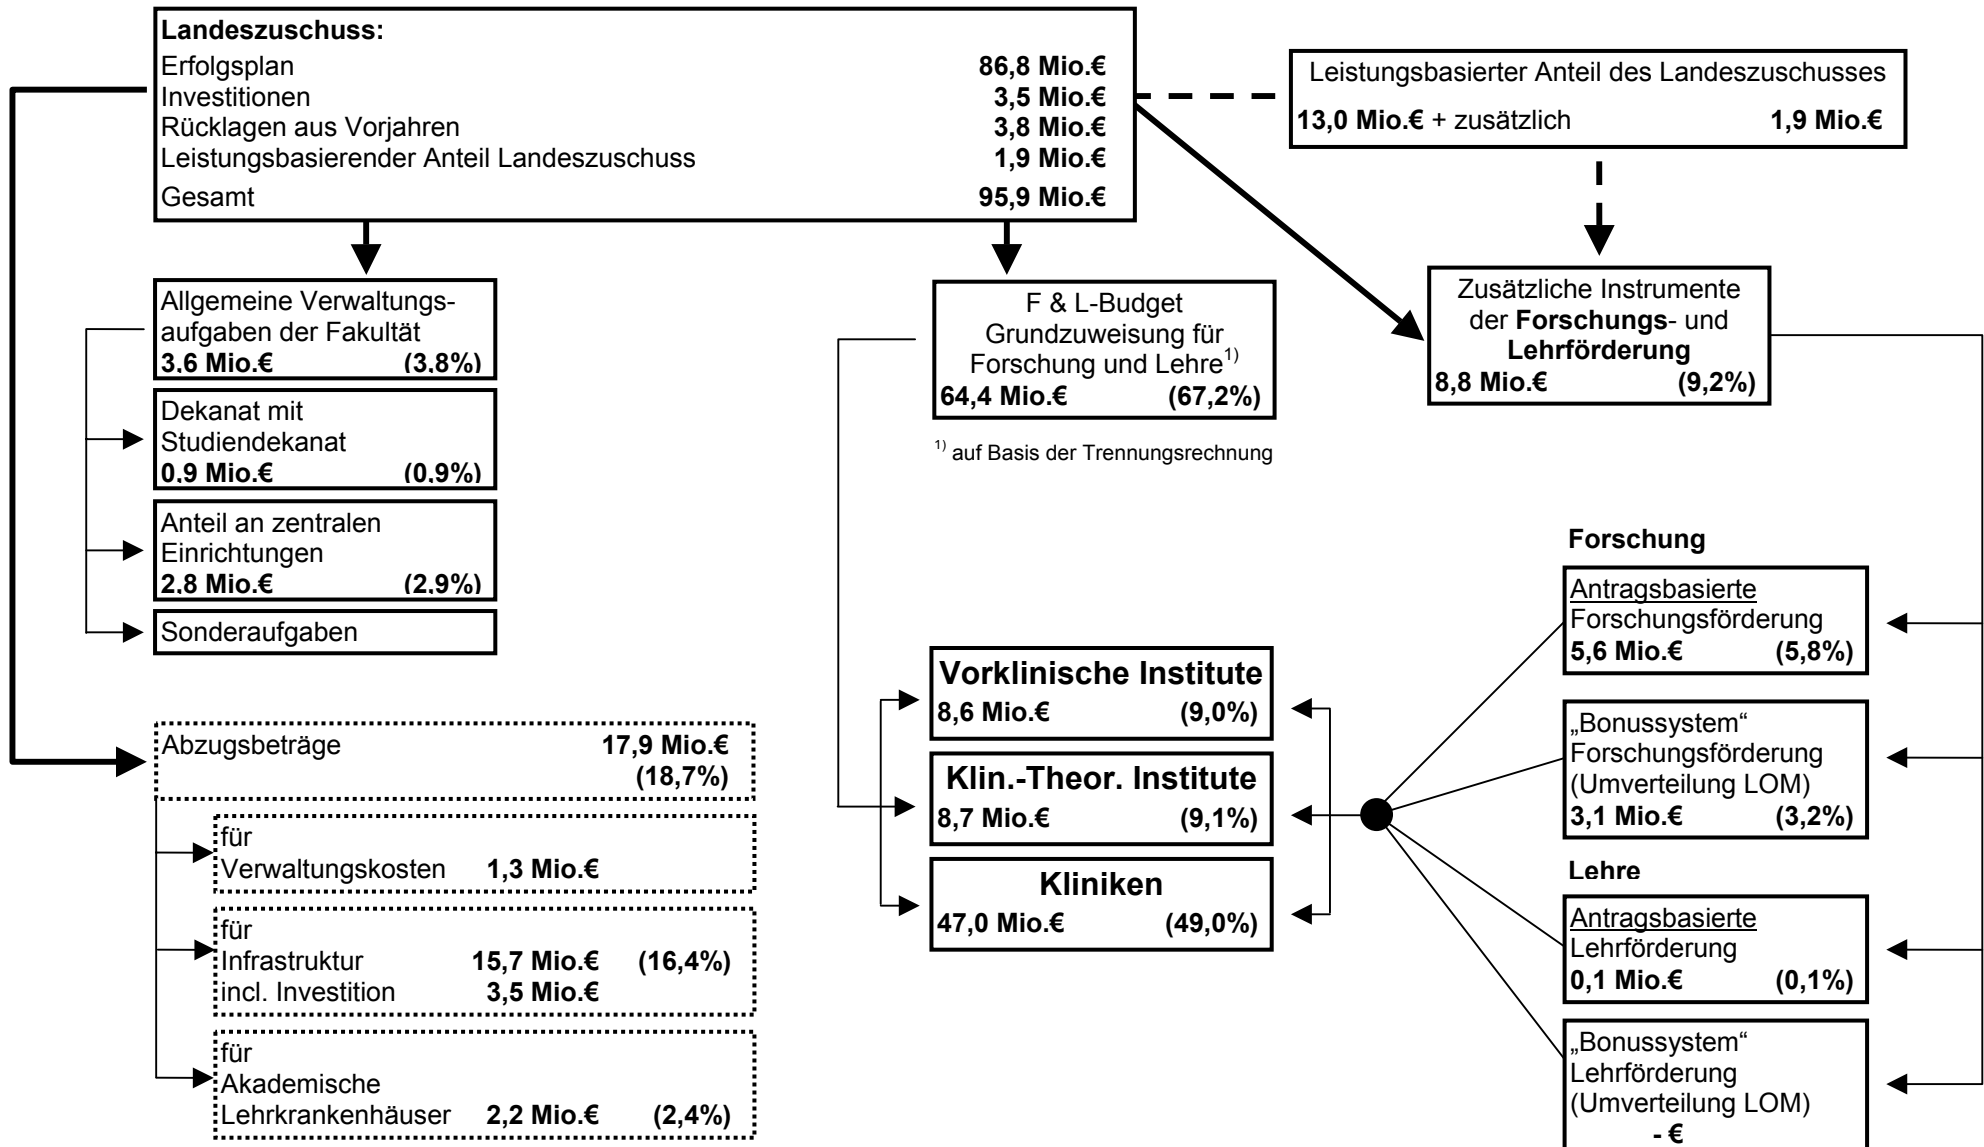 Landeszuschuss:
Erfolgsplan 86,8 Mio.€
Investitionen 3,5 Mio.€
Rücklagen aus Vorjahren 3,8 Mio.€
Leistungsbasierender Anteil Landeszuschuss 1,9 Mio.€
Gesamt 95,9 Mio.€
Leistungsbasierter Anteil des Landeszuschusses
13,0 Mio.€ + zusätzlich 1,9 Mio.€
Allgemeine Verwaltungs-
aufgaben der Fakultät
3,6 Mio.€ (3,8%)
Dekanat mit
Studiendekanat
0,9 Mio.€ (0,9%)
Anteil an zentralen
Einrichtungen
2,8 Mio.€ (2,9%)
Sonderaufgaben
F & L-Budget
Grundzuweisung für
Forschung und Lehre1)
64,4 Mio.€ (67,2%)
1) auf Basis der Trennungsrechnung
Zusätzliche Instrumente
der Forschungs- und
Lehrförderung
8,8 Mio.€ (9,2%)
Abzugsbeträge 17,9 Mio.€
(18,7%)
für
Verwaltungskosten 1,3 Mio.€
für
Infrastruktur 15,7 Mio.€ (16,4%)
incl. Investition 3,5 Mio.€
für
Akademische
Lehrkrankenhäuser 2,2 Mio.€ (2,4%)
Vorklinische Institute
8,6 Mio.€ (9,0%)
Klin.-Theor. Institute
8,7 Mio.€ (9,1%)
Kliniken
47,0 Mio.€ (49,0%)
Forschung
Antragsbasierte
Forschungsförderung
5,6 Mio.€ (5,8%)
„Bonussystem“
Forschungsförderung
(Umverteilung LOM)
3,1 Mio.€ (3,2%)
Lehre
Antragsbasierte
Lehrförderung
0,1 Mio.€ (0,1%)
„Bonussystem“
Lehrförderung
(Umverteilung LOM)
- €